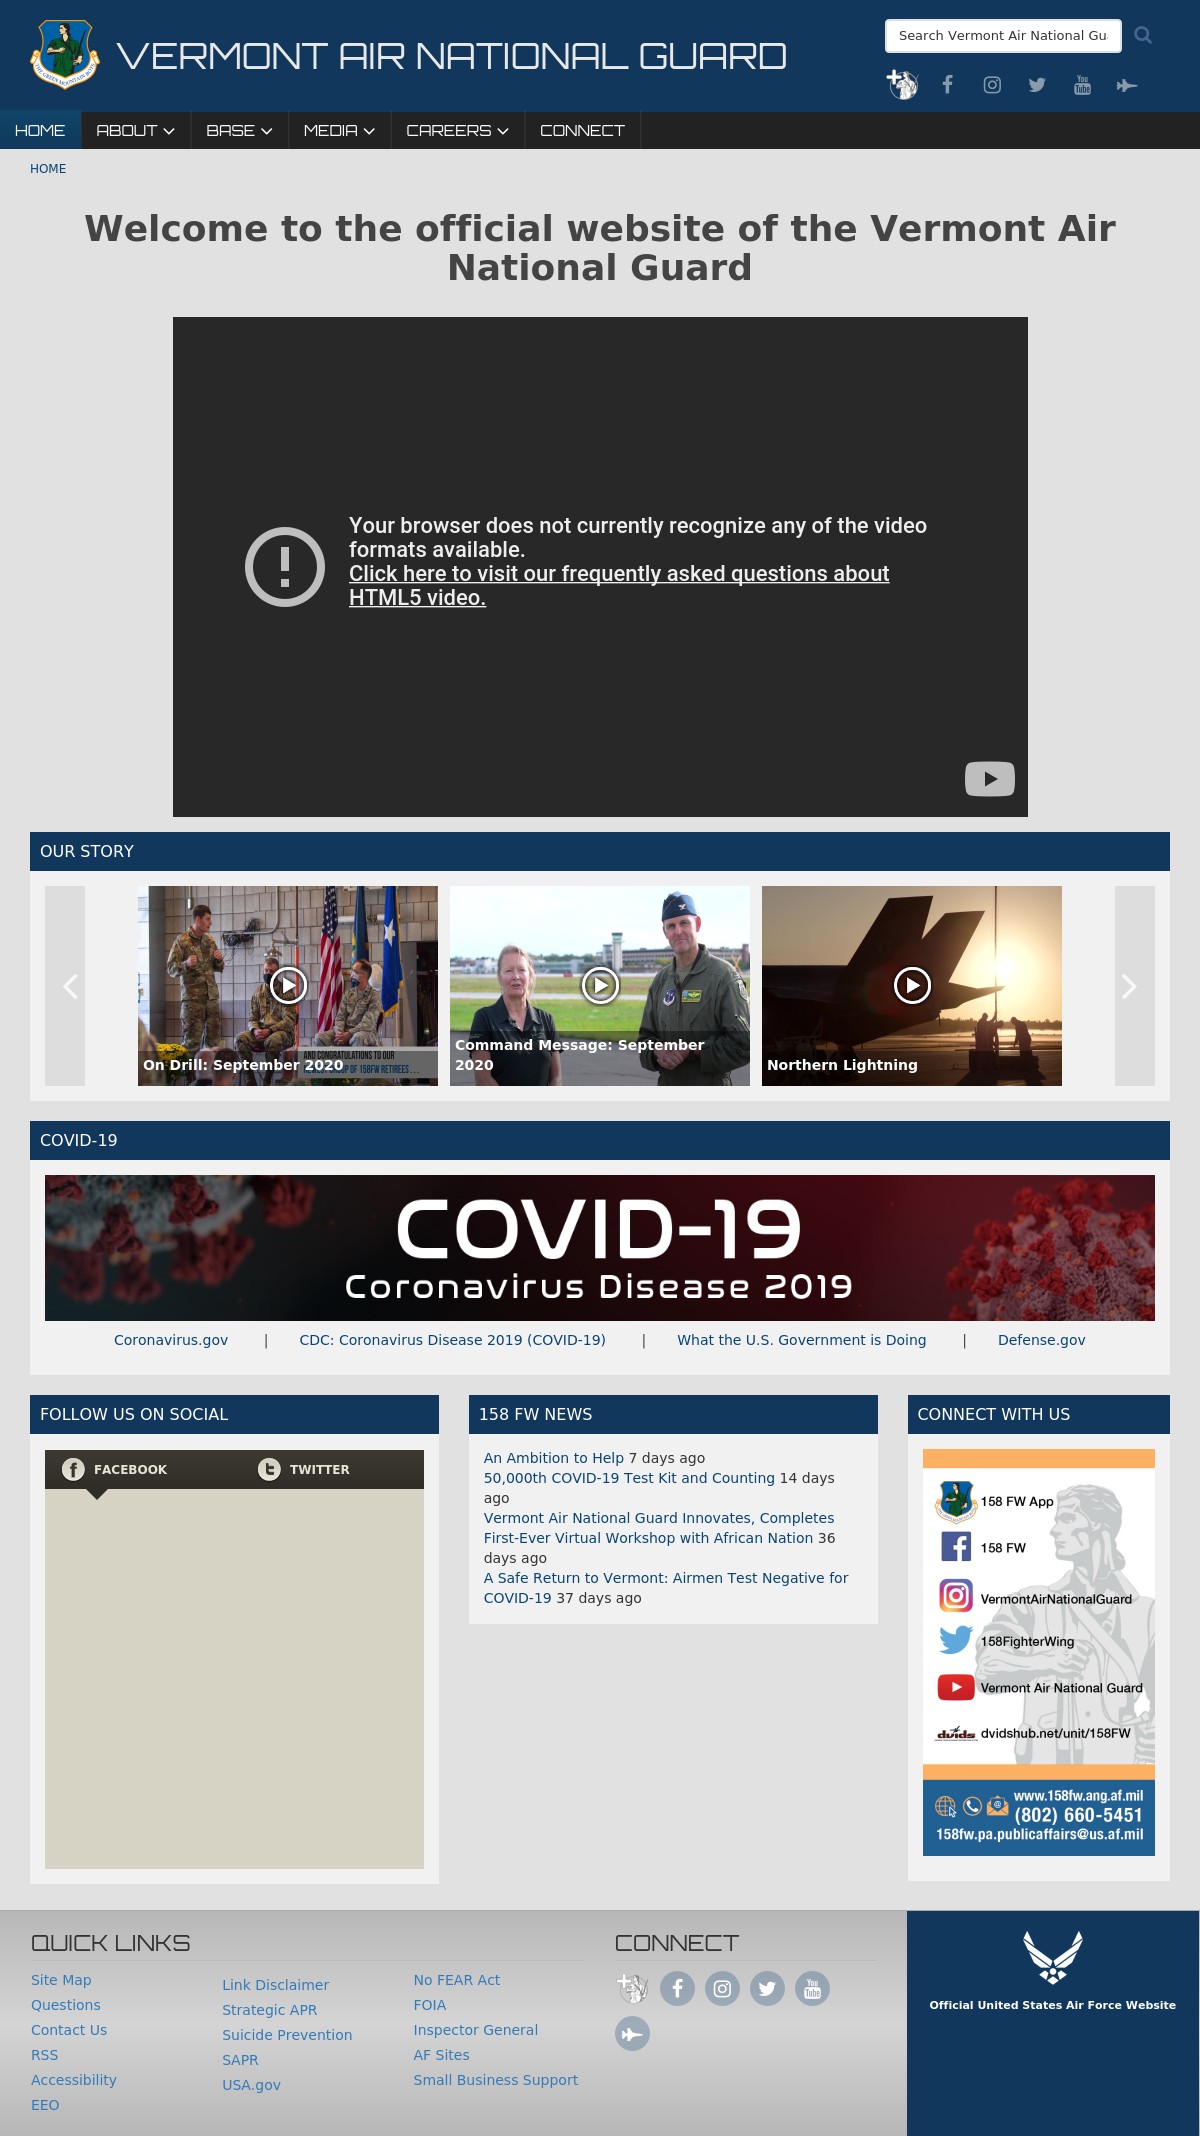 VERMONT AIR NATIONAL GUARD
Search Vermont Air National Gu
HOME
ABOUT
BASE
MEDIA
CAREERS
CONNECT
HOME
Welcome to the official website of the Vermont Air
National Guard
Your browser does not currently recognize any of the video
formats available.
Click here to visit our frequently asked questions about
HTML5 video.
OUR STORY
AND CONGRATULATIONS TO OUR
On Drill: September 2020
OF 158FW RETIREES...
Command Message: September
2020
Northern Lightning
COVID-19
COVID-19
Coronavirus Disease 2019
Coronavirus.gov | CDC: Coronavirus Disease 2019 (COVID-19) | What the U.S. Government is Doing | Defense.gov
FOLLOW US ON SOCIAL
FACEBOOK
TWITTER
158 FW NEWS
An Ambition to Help 7 days ago
50,000th COVID-19 Test Kit and Counting 14 days
ago
Vermont Air National Guard Innovates, Completes
First-Ever Virtual Workshop with African Nation 36
days ago
A Safe Return to Vermont: Airmen Test Negative for
COVID-19 37 days ago
CONNECT WITH US
158 FW App
158 FW
VermontAirNationalGuard
158FighterWing
Vermont Air National Guard
dvids dvidshub.net/unit/158FW
www.158fw.ang.af.mil
(802) 660-5451
158fw.pa.publicaffairs@us.af.mil
QUICK LINKS
Site Map
Questions
Contact Us
RSS
Accessibility
EEO
Link Disclaimer
Strategic APR
Suicide Prevention
SAPR
USA.gov
No FEAR Act
FOIA
Inspector General
AF Sites
Small Business Support
CONNECT
You
Tube
Official United States Air Force Website